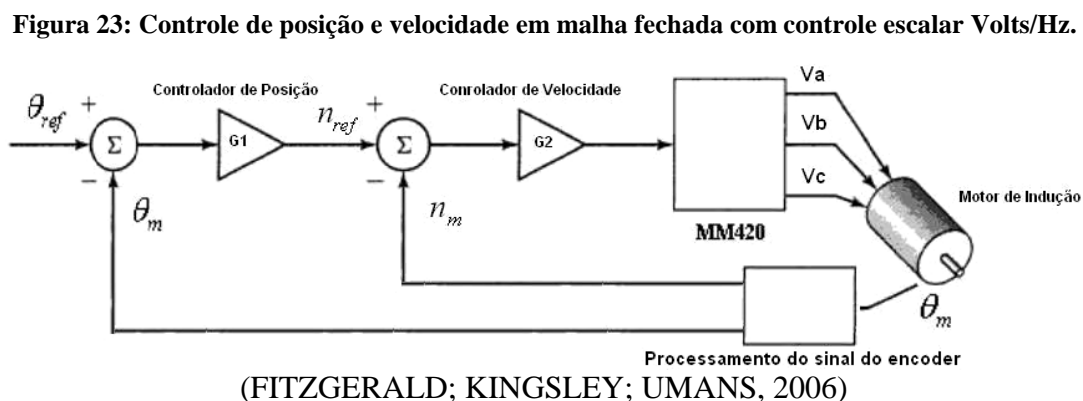 Figura 23: Controle de posição e velocidade em malha fechada com controle escalar Volts/Hz.
Controlador de Posição
Conrolador de Velocidade
θref + Σ − θm
G1
nref + Σ − nm
G2
MM420
Va
Vb
Vc
Motor de Indução
θm
Processamento do sinal do encoder
(FITZGERALD; KINGSLEY; UMANS, 2006)